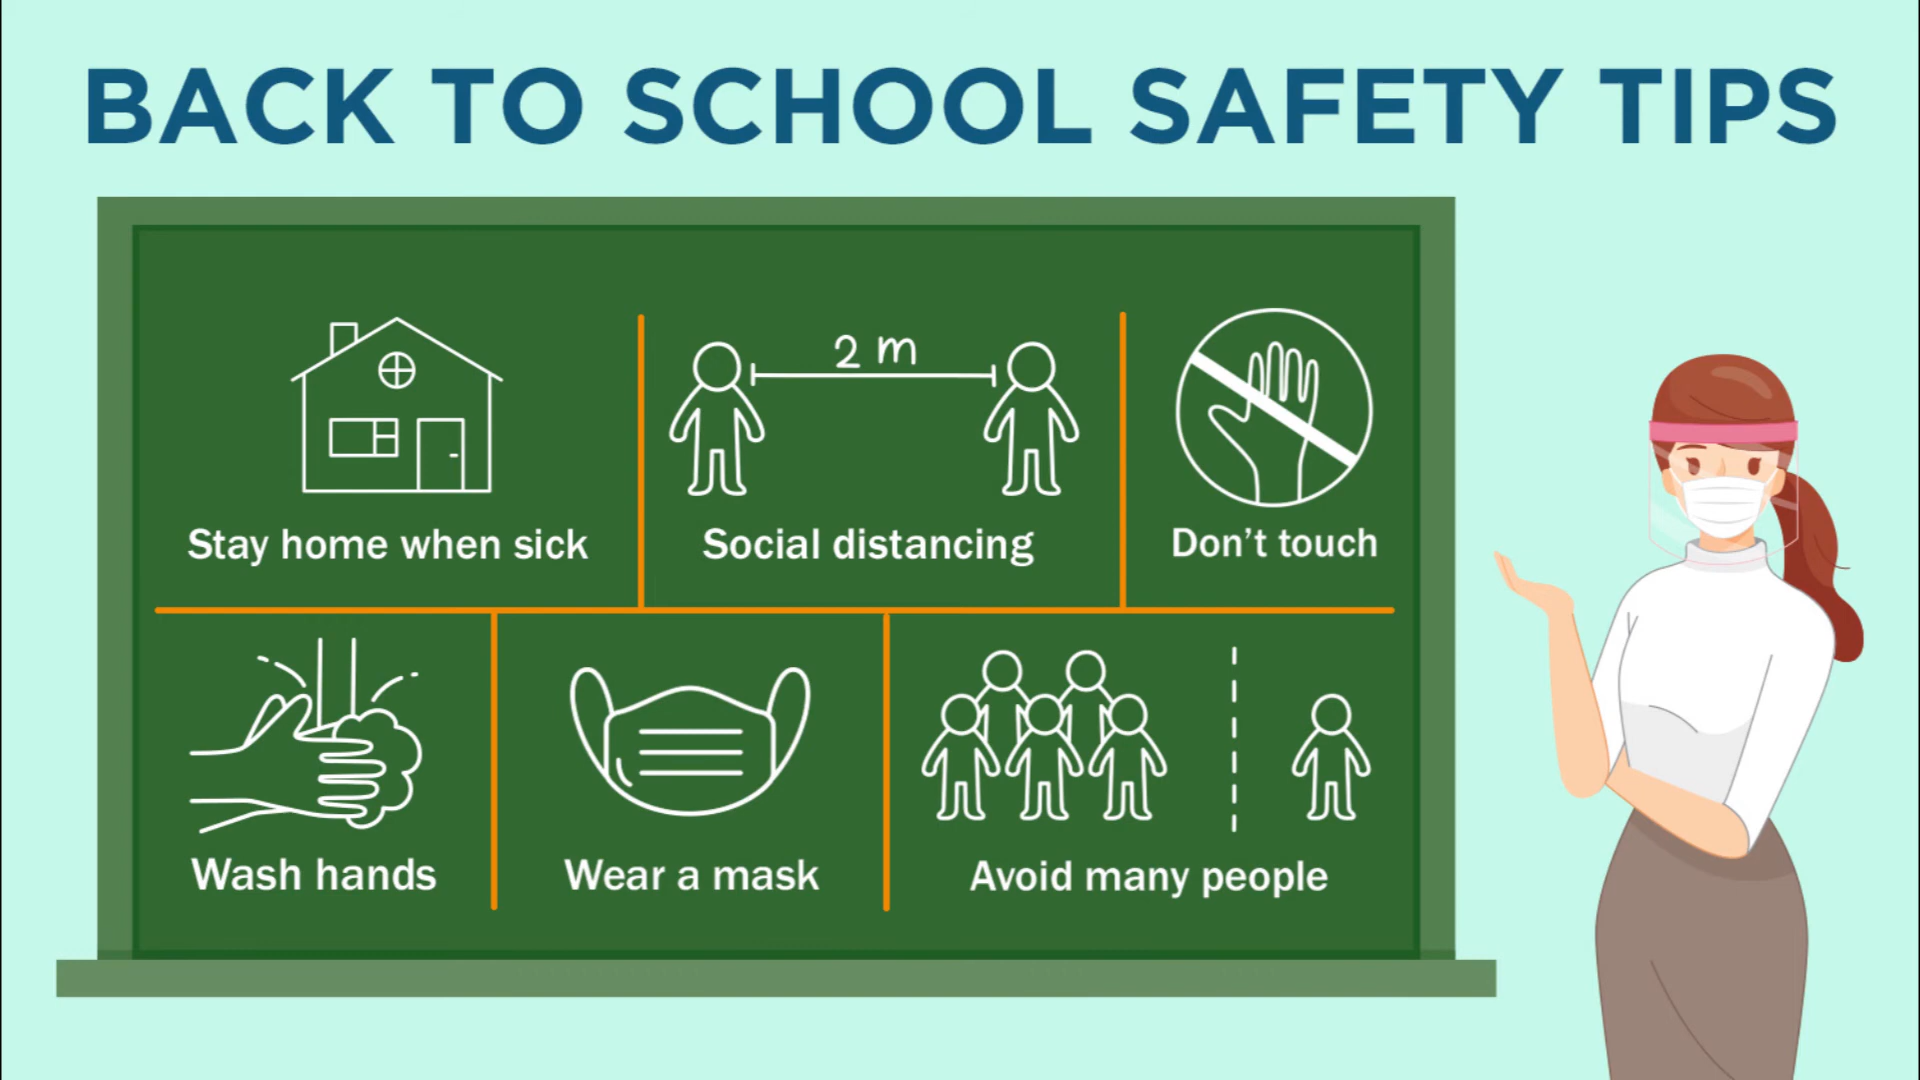 BACK TO SCHOOL SAFETY TIPS
2 m
Stay home when sick
Social distancing
Don't touch
Wash hands
Wear a mask
Avoid many people